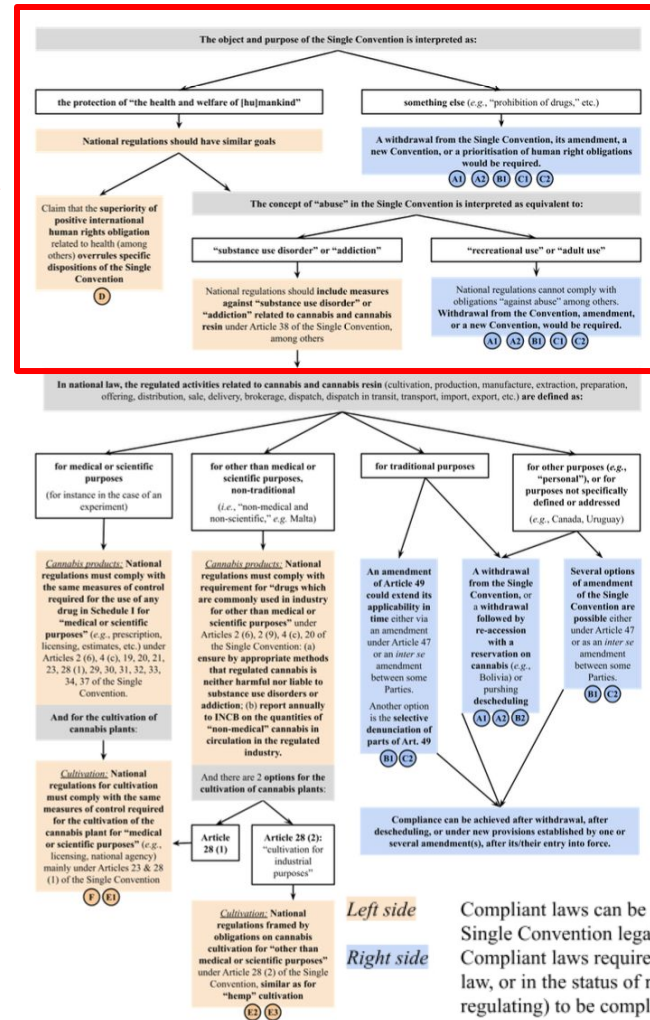 The object and purpose of the Single Convention is interpreted as:
the protection of “the health and welfare of [hu]mankind”
something else (e.g., “prohibition of drugs,” etc.)
National regulations should have similar goals
A withdrawal from the Single Convention, its amendment, a
new Convention, or a prioritisation of human right obligations
would be required.
A1 A2 B1 C1 C2
Claim that the superiority of
positive international
human rights obligation
related to health (among
others) overrules specific
dispositions of the Single
Convention
D
The concept of “abuse” in the Single Convention is interpreted as equivalent to:
“substance use disorder” or “addiction”
“recreational use” or “adult use”
National regulations should include measures
against “substance use disorder” or
“addiction” related to cannabis and cannabis
resin under Article 38 of the Single Convention,
among others
National regulations cannot comply with
obligations “against abuse” among others.
Withdrawal from the Convention, amendment,
or a new Convention, would be required.
A1 A2 B1 C1 C2
In national law, the regulated activities related to cannabis and cannabis resin (cultivation, production, manufacture, extraction, preparation,
offering, distribution, sale, delivery, brokerage, dispatch, dispatch in transit, transport, import, export, etc.) are defined as:
for medical or scientific
purposes
(for instance in the case of an
experiment)
for other than medical or
scientific purposes,
non-traditional
(i.e., “non-medical and
non-scientific,” e.g. Malta)
for traditional purposes
for other purposes (e.g.,
“personal”), or for
purposes not specifically
defined or addressed
(e.g., Canada, Uruguay)
Cannabis products: National
regulations must comply with
the same measures of control
required for the use of any
drug in Schedule I for
“medical or scientific
purposes” (e.g., prescription,
licensing, estimates, etc.) under
Articles 2 (6), 4 (c), 19, 20, 21,
23, 28 (1), 29, 30, 31, 32, 33,
34, 37 of the Single
Convention.
And for the cultivation of
cannabis plants:
Cultivation: National
regulations for cultivation
must comply with the same
measures of control required
for the cultivation of the
cannabis plant for “medical
or scientific purposes” (e.g.,
licensing, national agency)
mainly under Articles 23 & 28
(1) of the Single Convention
F E1
Cannabis products: National
regulations must comply with
requirement for “drugs which
are commonly used in industry
for other than medical or
scientific purposes” under
Articles 2 (6), 2 (9), 4 (c), 20 of
the Single Convention: (a)
ensure by appropriate methods
that regulated cannabis is
neither harmful nor liable to
substance use disorders or
addiction; (b) report annually
to INCB on the quantities of
“non-medical” cannabis in
circulation in the regulated
industry.
And there are 2 options for the
cultivation of cannabis plants:
Article
28 (1)
Article 28 (2):
“cultivation for
industrial
purposes”
Cultivation: National
regulations framed by
obligations on cannabis
cultivation for “other than
medical or scientific purposes”
under Article 28 (2) of the Single
Convention, similar as for
“hemp” cultivation
E2 E3
An amendment
of Article 49
could extend its
applicability in
time either via
an amendment
under Article 47
or an inter se
amendment
between some
Parties.
Another option
is the selective
denunciation of
parts of Art. 49
B1 C2
A withdrawal
from the Single
Convention, or
a withdrawal
followed by
re-accession
with a
reservation on
cannabis (e.g.,
Bolivia) or
purshing
descheduling
A1 A2 B2
Several options
of amendment
of the Single
Convention are
possible either
under Article 47
or as an inter se
amendment
between some
Parties.
B1 C2
Compliance can be achieved after withdrawal, after
descheduling, or under new provisions established by one or
several amendment(s), after its/their entry into force.
Left side
Compliant laws can be
Single Convention lega
Right side
Compliant laws require
law, or in the status of r
regulating) to be compl